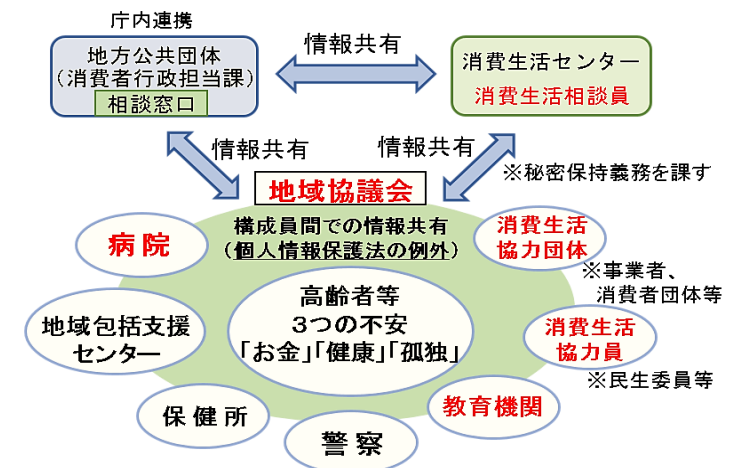 庁内連携
地方公共団体
(消費者行政担当課)
相談窓口
情報共有
消費生活センター
消費生活相談員
情報共有
情報共有
※秘密保持義務を課す
地域協議会
構成員間での情報共有
(個人情報保護法の例外)
病院
消費生活
協力団体
※事業者、
消費者団体等
地域包括支援
センター
高齢者等
3つの不安
「お金」「健康」「孤独」
消費生活
協力員
※民生委員等
保健所
教育機関
警察